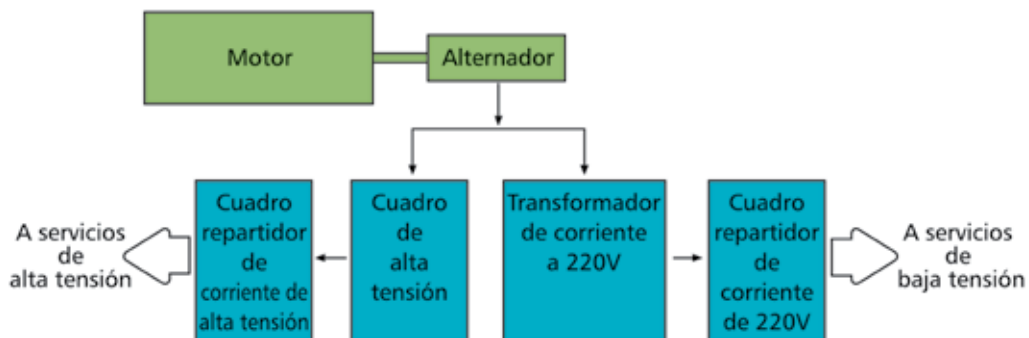 Motor
Alternador
A servicios
de
alta tensión
Cuadro
repartidor
de
corriente de
alta tensión
Cuadro
de
alta
tensión
Transformador
de corriente
a 220V
Cuadro
repartidor
de
corriente
de 220V
A servicios
de
baja tensión